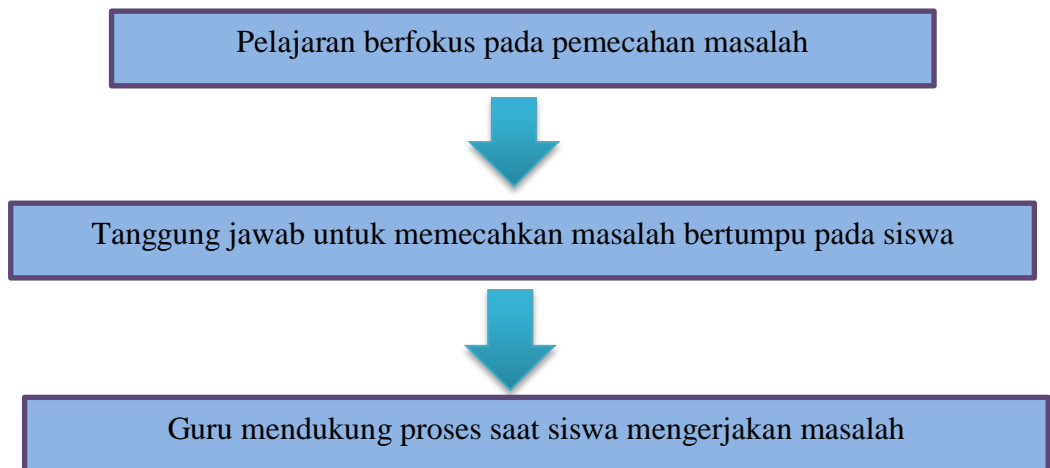 Pelajaran berfokus pada pemecahan masalah
Tanggung jawab untuk memecahkan masalah bertumpu pada siswa
Guru mendukung proses saat siswa mengerjakan masalah